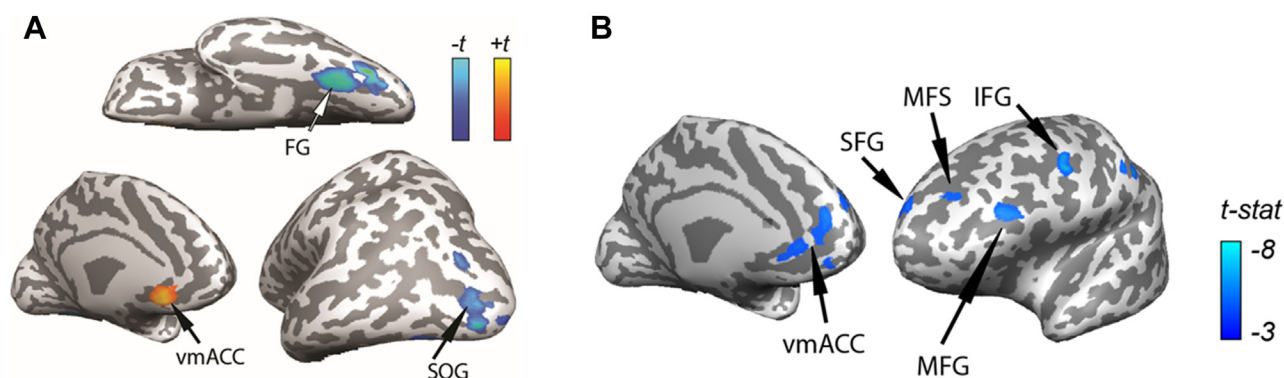 A
-t +t
FG
vmACC
SOG
B
MFS IFG
SFG
t-stat
-8
-3
vmACC
MFG